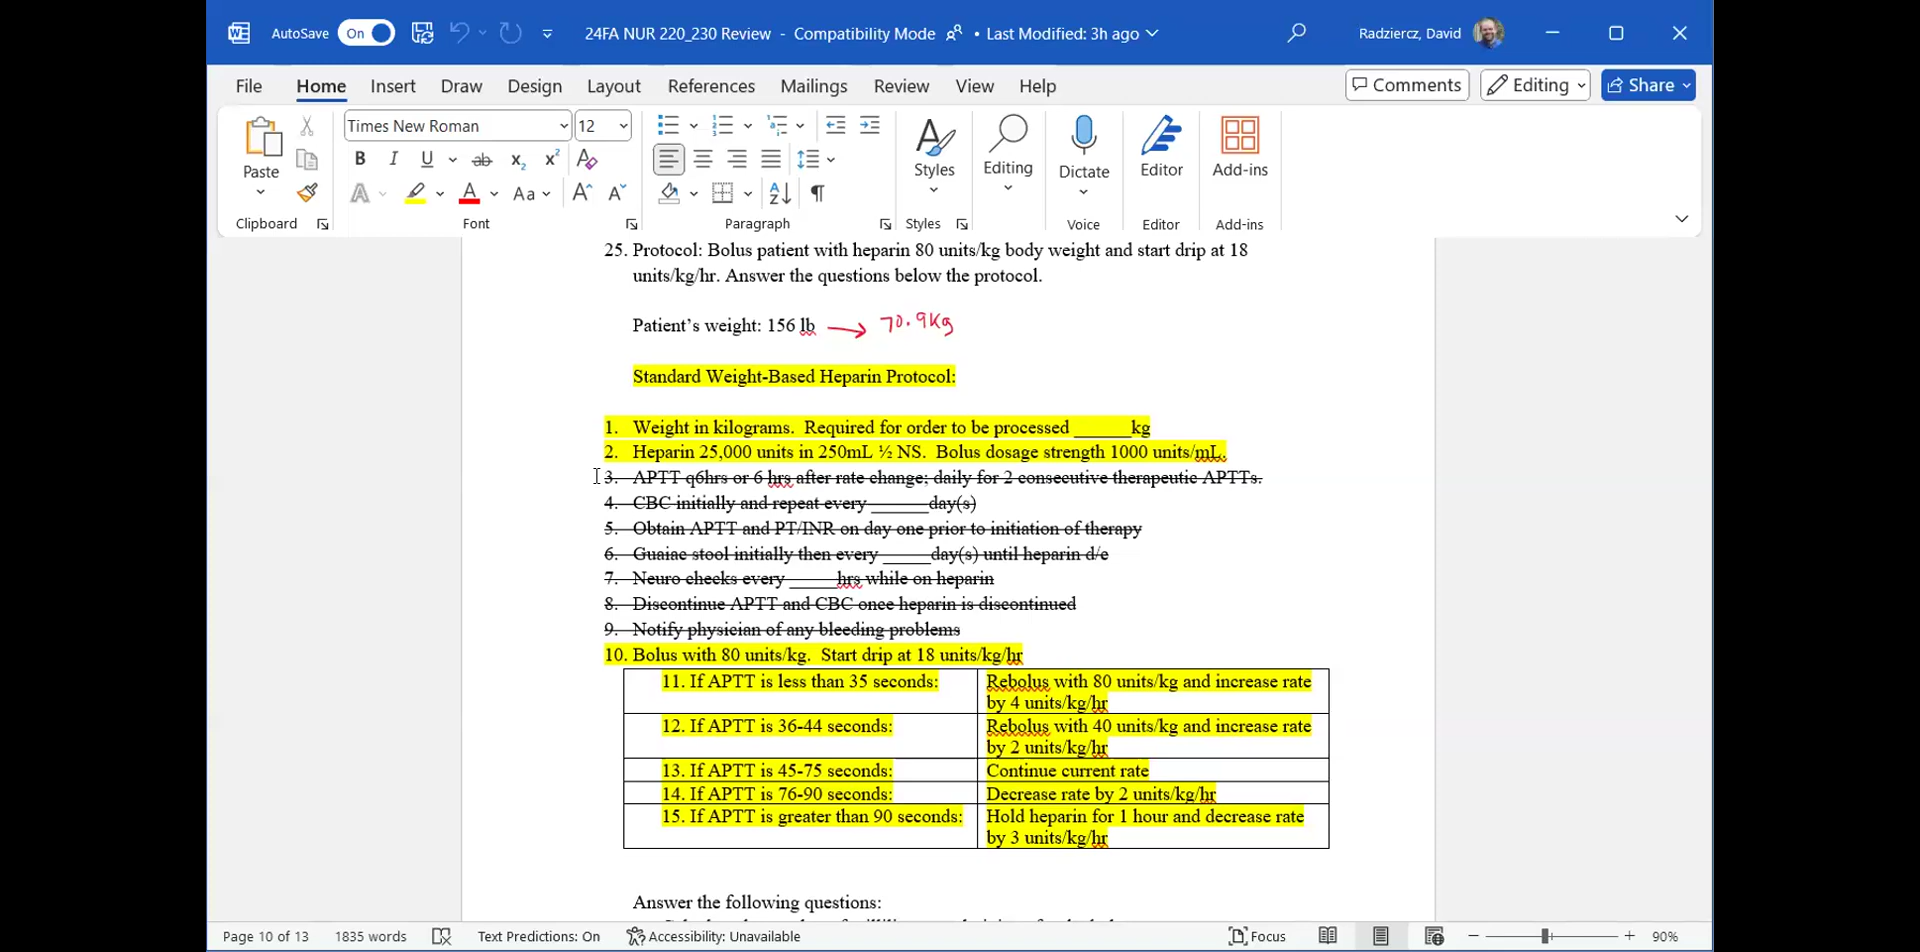 AutoSave On 24FA NUR 220_230 Review - Compatibility Mode • Last Modified: 3h ago Radziercz, David
File Home Insert Draw Design Layout References Mailings Review View Help Comments Editing Share
Times New Roman 12
B I U ab x₂ x² A
A A Aa A A
Paste Styles Editing Dictate Editor Add-ins
Clipboard Font Paragraph Styles Voice Editor Add-ins
25. Protocol: Bolus patient with heparin 80 units/kg body weight and start drip at 18
units/kg/hr. Answer the questions below the protocol.
Patient's weight: 156 lb → 70.9Kg
Standard Weight-Based Heparin Protocol:
1. Weight in kilograms. Required for order to be processed ______kg
2. Heparin 25,000 units in 250mL ½ NS. Bolus dosage strength 1000 units/mL.
3. APTT q6hrs or 6 hrs after rate change; daily for 2 consecutive therapeutic APTTs.
4. CBC initially and repeat every ______day(s)
5. Obtain APTT and PT/INR on day one prior to initiation of therapy
6. Guaiac stool initially then every _____day(s) until heparin d/c
7. Neuro checks every _____hrs while on heparin
8. Discontinue APTT and CBC once heparin is discontinued
9. Notify physician of any bleeding problems
10. Bolus with 80 units/kg. Start drip at 18 units/kg/hr
11. If APTT is less than 35 seconds: Rebolus with 80 units/kg and increase rate
by 4 units/kg/hr
12. If APTT is 36-44 seconds: Rebolus with 40 units/kg and increase rate
by 2 units/kg/hr
13. If APTT is 45-75 seconds: Continue current rate
14. If APTT is 76-90 seconds: Decrease rate by 2 units/kg/hr
15. If APTT is greater than 90 seconds: Hold heparin for 1 hour and decrease rate
by 3 units/kg/hr
Answer the following questions:
Page 10 of 13 1835 words Text Predictions: On Accessibility: Unavailable Focus 90%